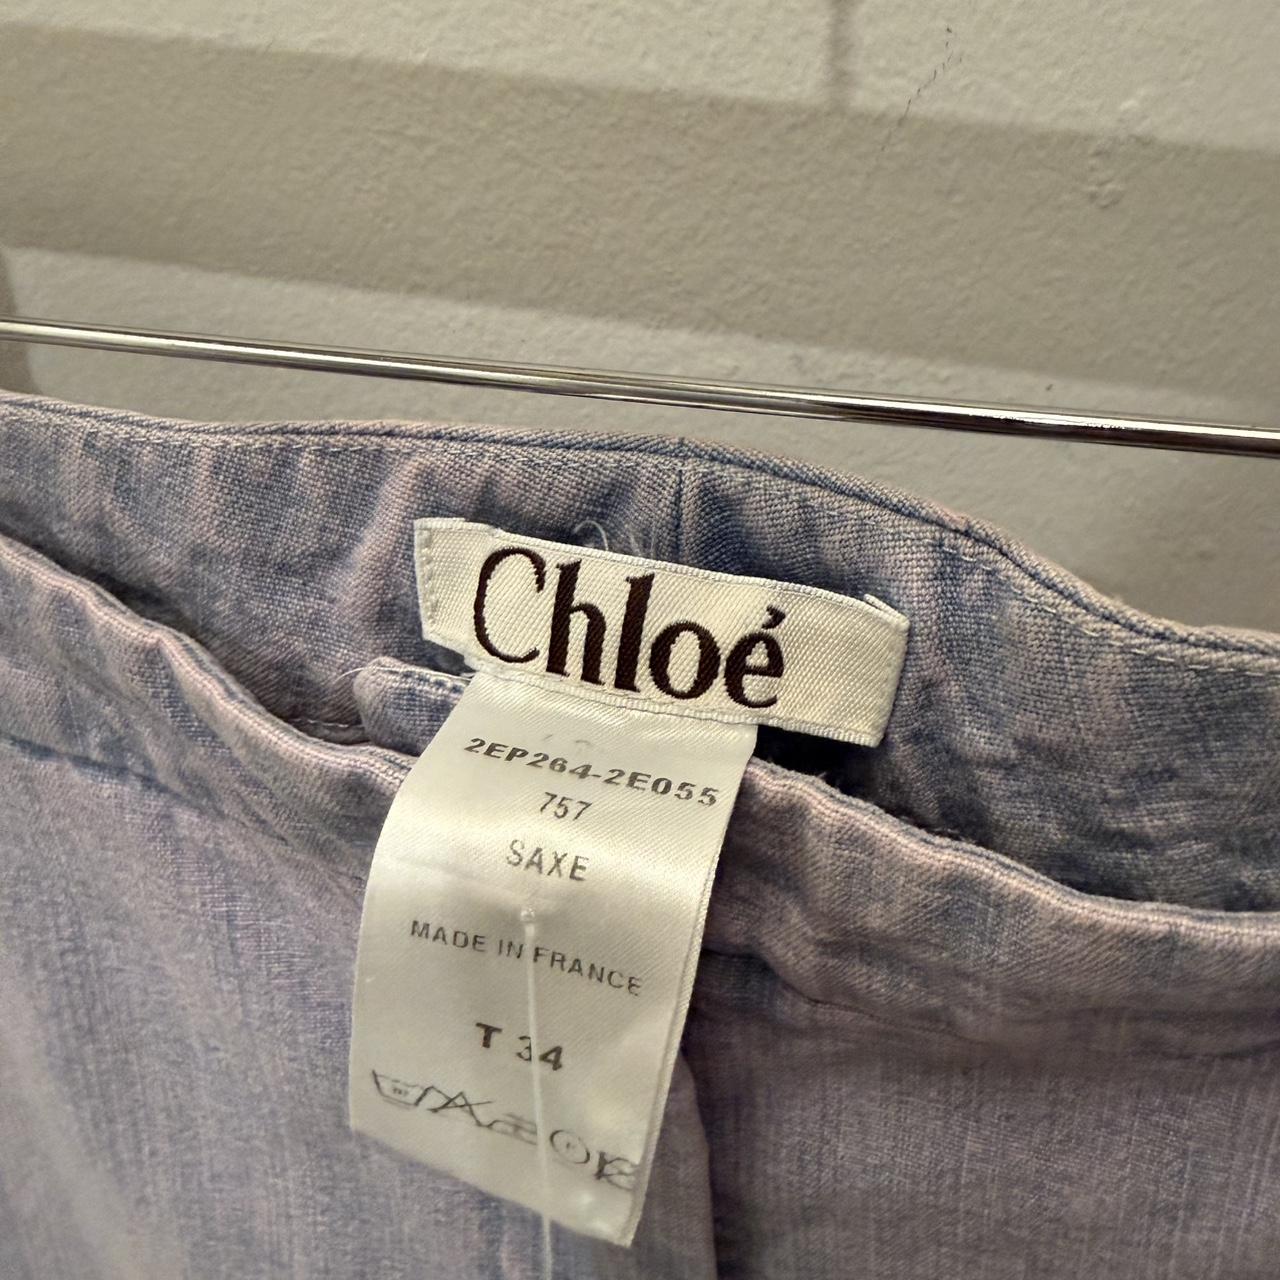 Chloé
2EP264-2E055
757
SAXE
MADE IN FRANCE
T 34